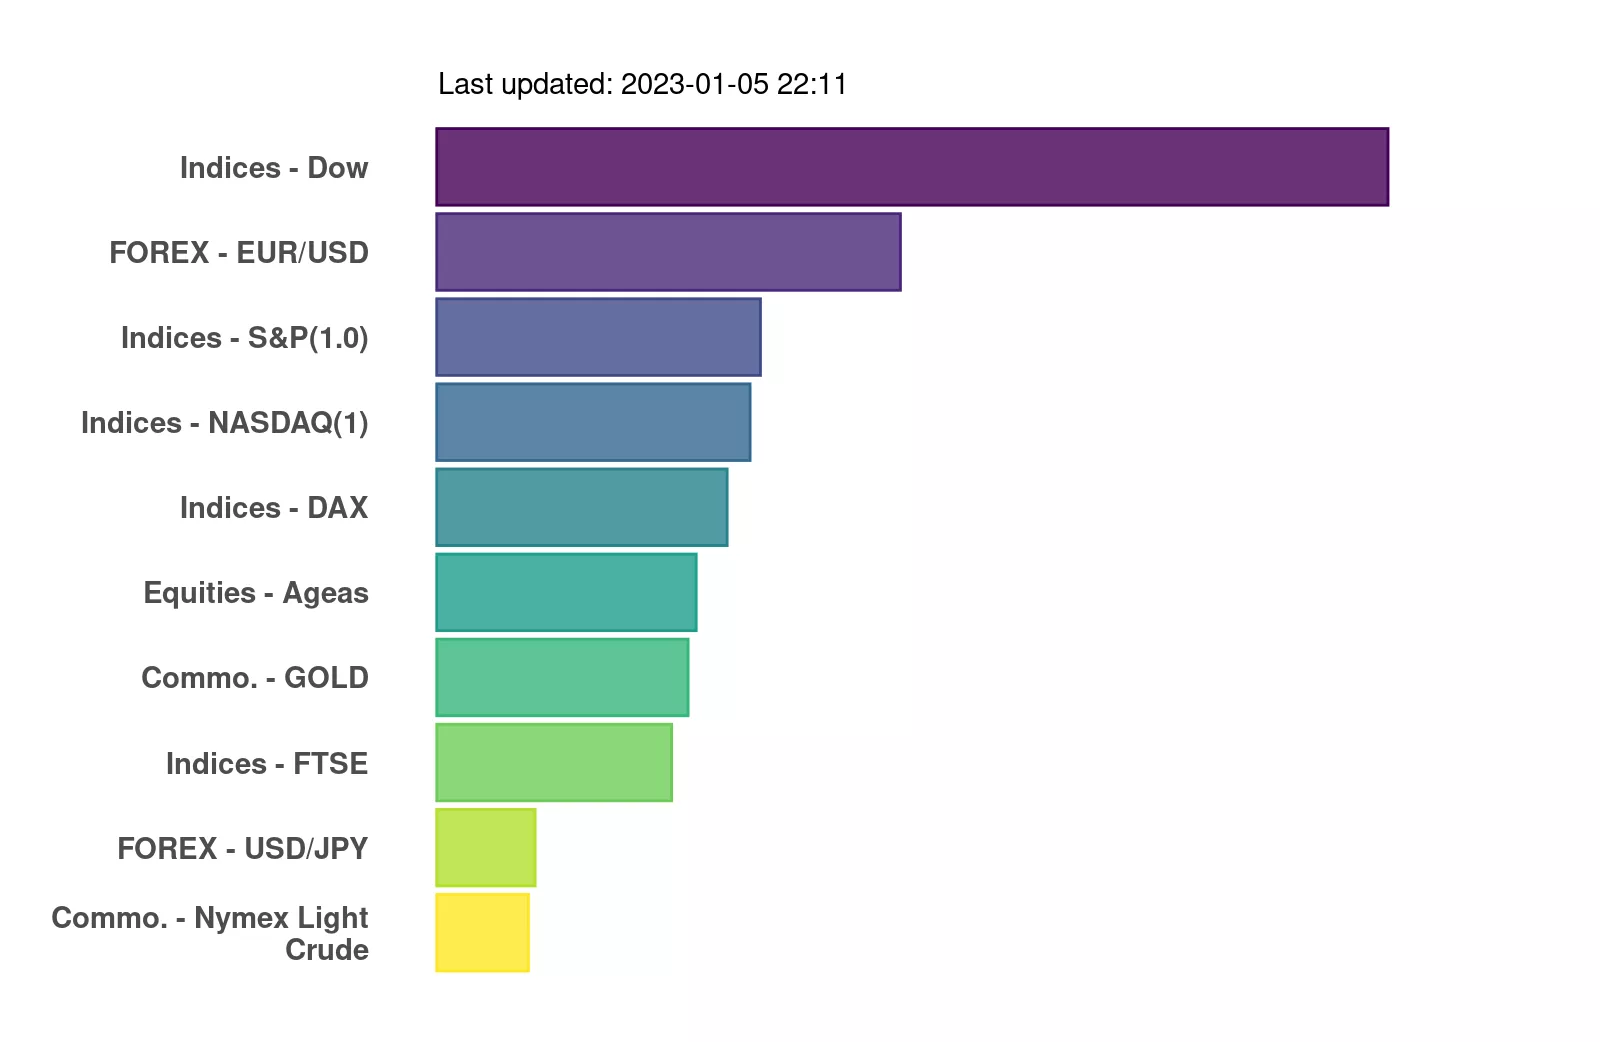 Last updated: 2023-01-05 22:11
Indices - Dow
FOREX - EUR/USD
Indices - S&P(1.0)
Indices - NASDAQ(1)
Indices - DAX
Equities - Ageas
Commo. - GOLD
Indices - FTSE
FOREX - USD/JPY
Commo. - Nymex Light
Crude